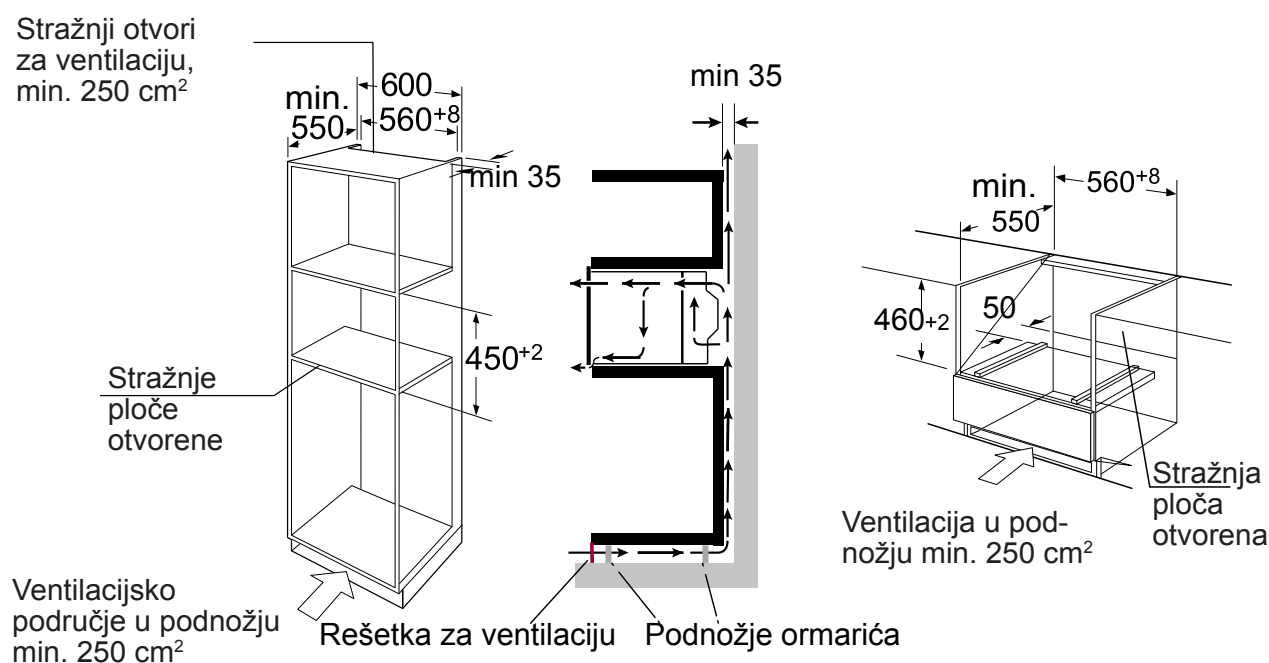 Stražnji otvori
za ventilaciju,
min. 250 cm²
600
min.
550
560+8
min 35
450+2
Stražnje
ploče
otvorene
Ventilacijsko
područje u podnožju
min. 250 cm²
min 35
Rešetka za ventilaciju
Podnožje ormarića
min.
550
560+8
460+2
50
Stražnja
ploča
otvorena
Ventilacija u pod-
nožju min. 250 cm²